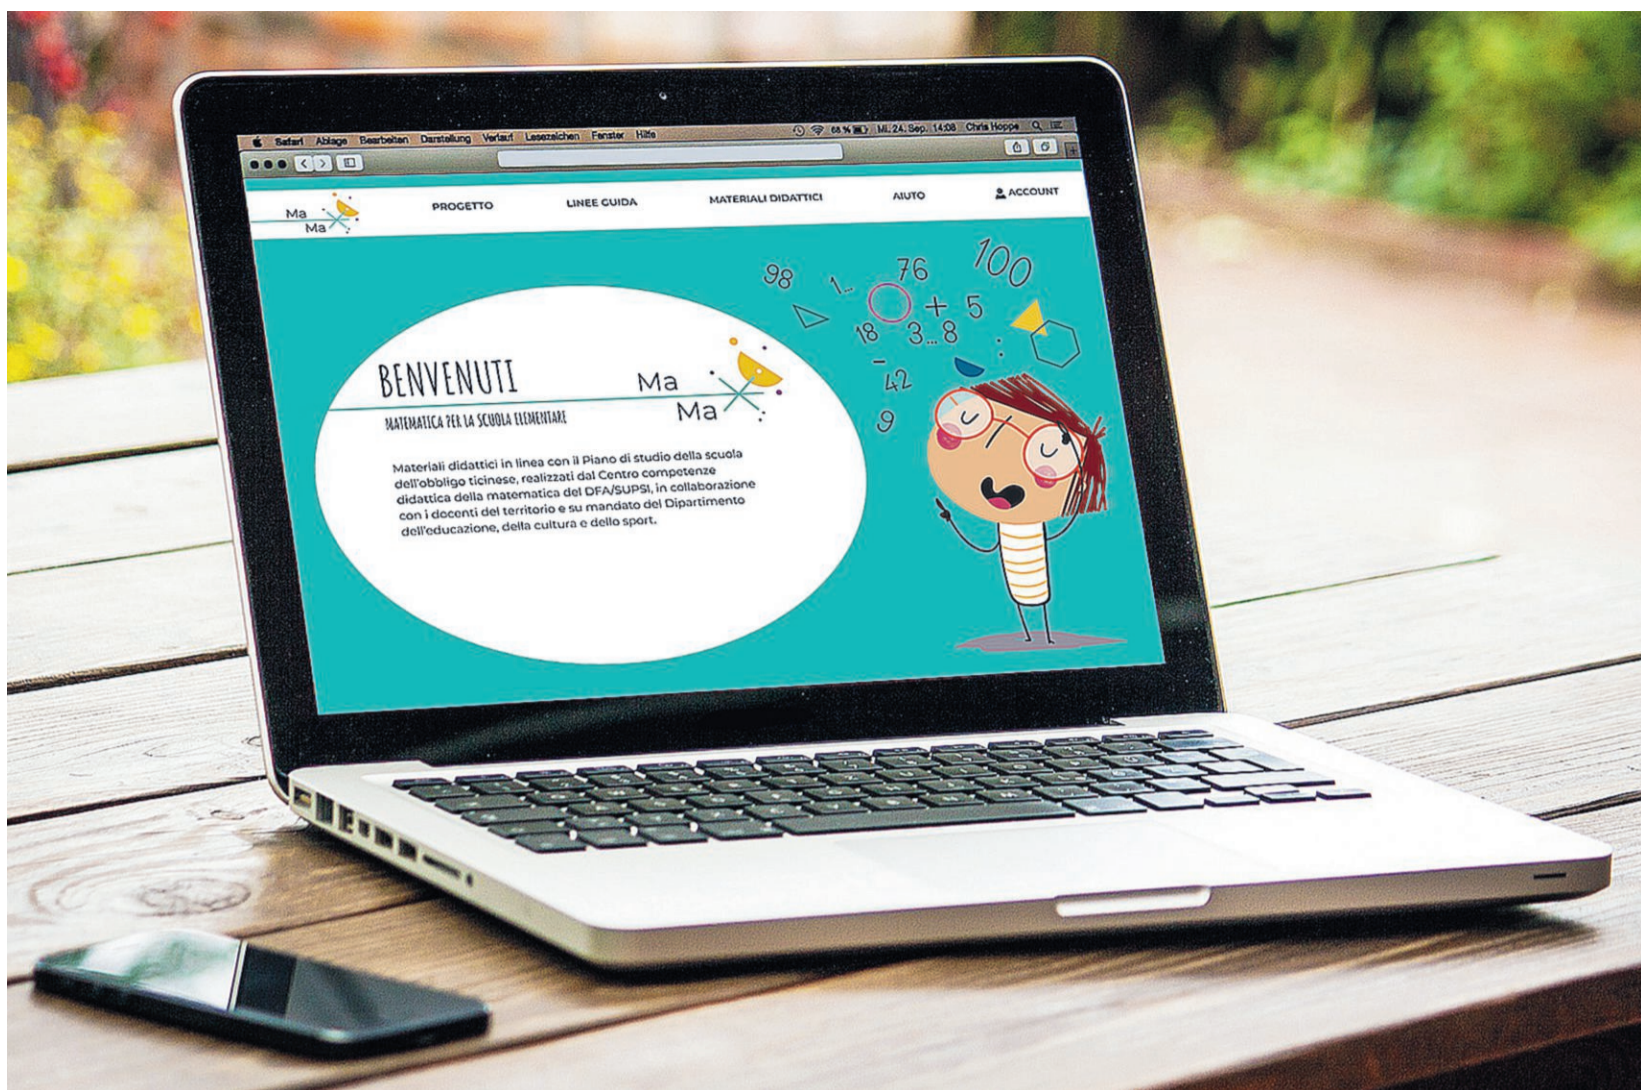 Safari Ablage Bearbeiten Darstellung Verlauf Lesezeichen Fenster Hilfe 68 % Mi. 24. Sep. 14:08 Chris Hoppe
Ma
Ma
PROGETTO LINEE GUIDA MATERIALI DIDATTICI AIUTO ACCOUNT
98 1... 76 100
+ 5
18 3...8 :
-
42
9
BENVENUTI
Ma
Ma
MATEMATICA PER LA SCUOLA ELEMENTARE
Materiali didattici in linea con il Piano di studio della scuola
dell'obbligo ticinese, realizzati dal Centro competenze
didattica della matematica del DFA/SUPSI, in collaborazione
con i docenti del territorio e su mandato del Dipartimento
dell'educazione, della cultura e dello sport.